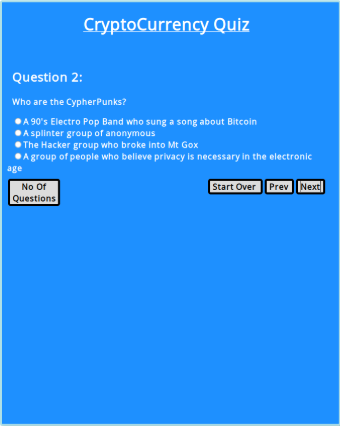 CryptoCurrency Quiz
Question 2:
Who are the CypherPunks?
A 90's Electro Pop Band who sung a song about Bitcoin
A splinter group of anonymous
The Hacker group who broke into Mt Gox
A group of people who believe privacy is necessary in the electronic
age
No Of
Questions
Start Over
Prev
Next